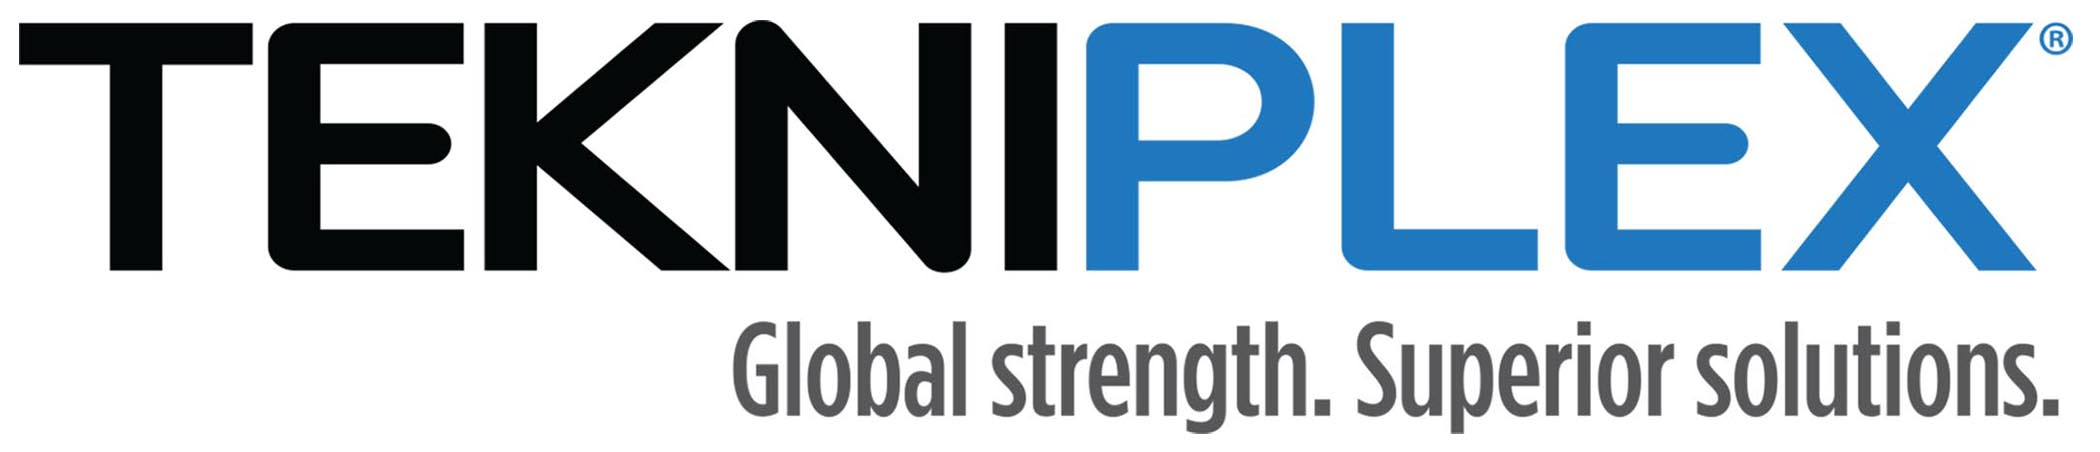 TEKNIPLEX®
Global strength. Superior solutions.